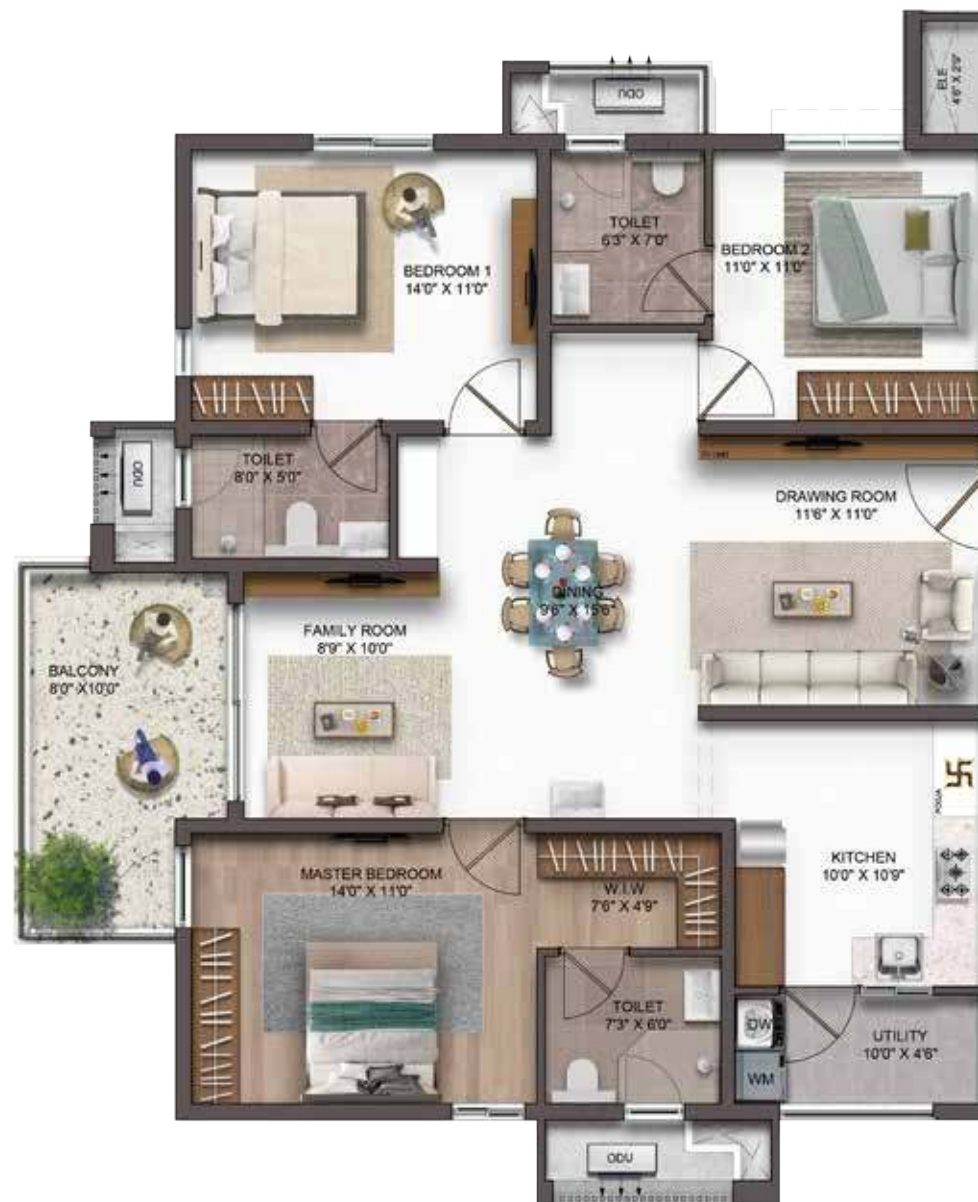 ELE
4'6" X 2'9"
ODU
TOILET
6'3" X 7'0"
BEDROOM 2
11'0" X 11'0"
BEDROOM 1
14'0" X 11'0"
TOILET
8'0" X 5'0"
ODU
DRAWING ROOM
11'6" X 11'0"
DINING
9'6" X 15'6"
FAMILY ROOM
8'9" X 10'0"
BALCONY
8'0" X10'0"
POOJA
KITCHEN
10'0" X 10'9"
MASTER BEDROOM
14'0" X 11'0"
W.I.W
7'6" X 4'9"
TOILET
7'3" X 6'0"
DW
UTILITY
10'0" X 4'6"
WM
ODU